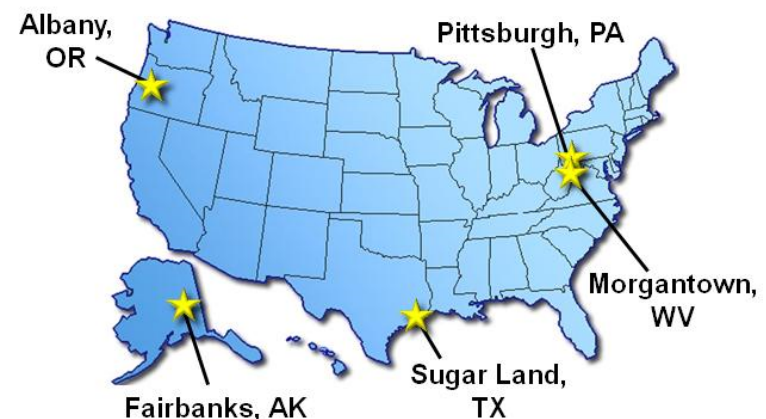 Albany,
OR
Pittsburgh, PA
Morgantown,
WV
Sugar Land,
TX
Fairbanks, AK